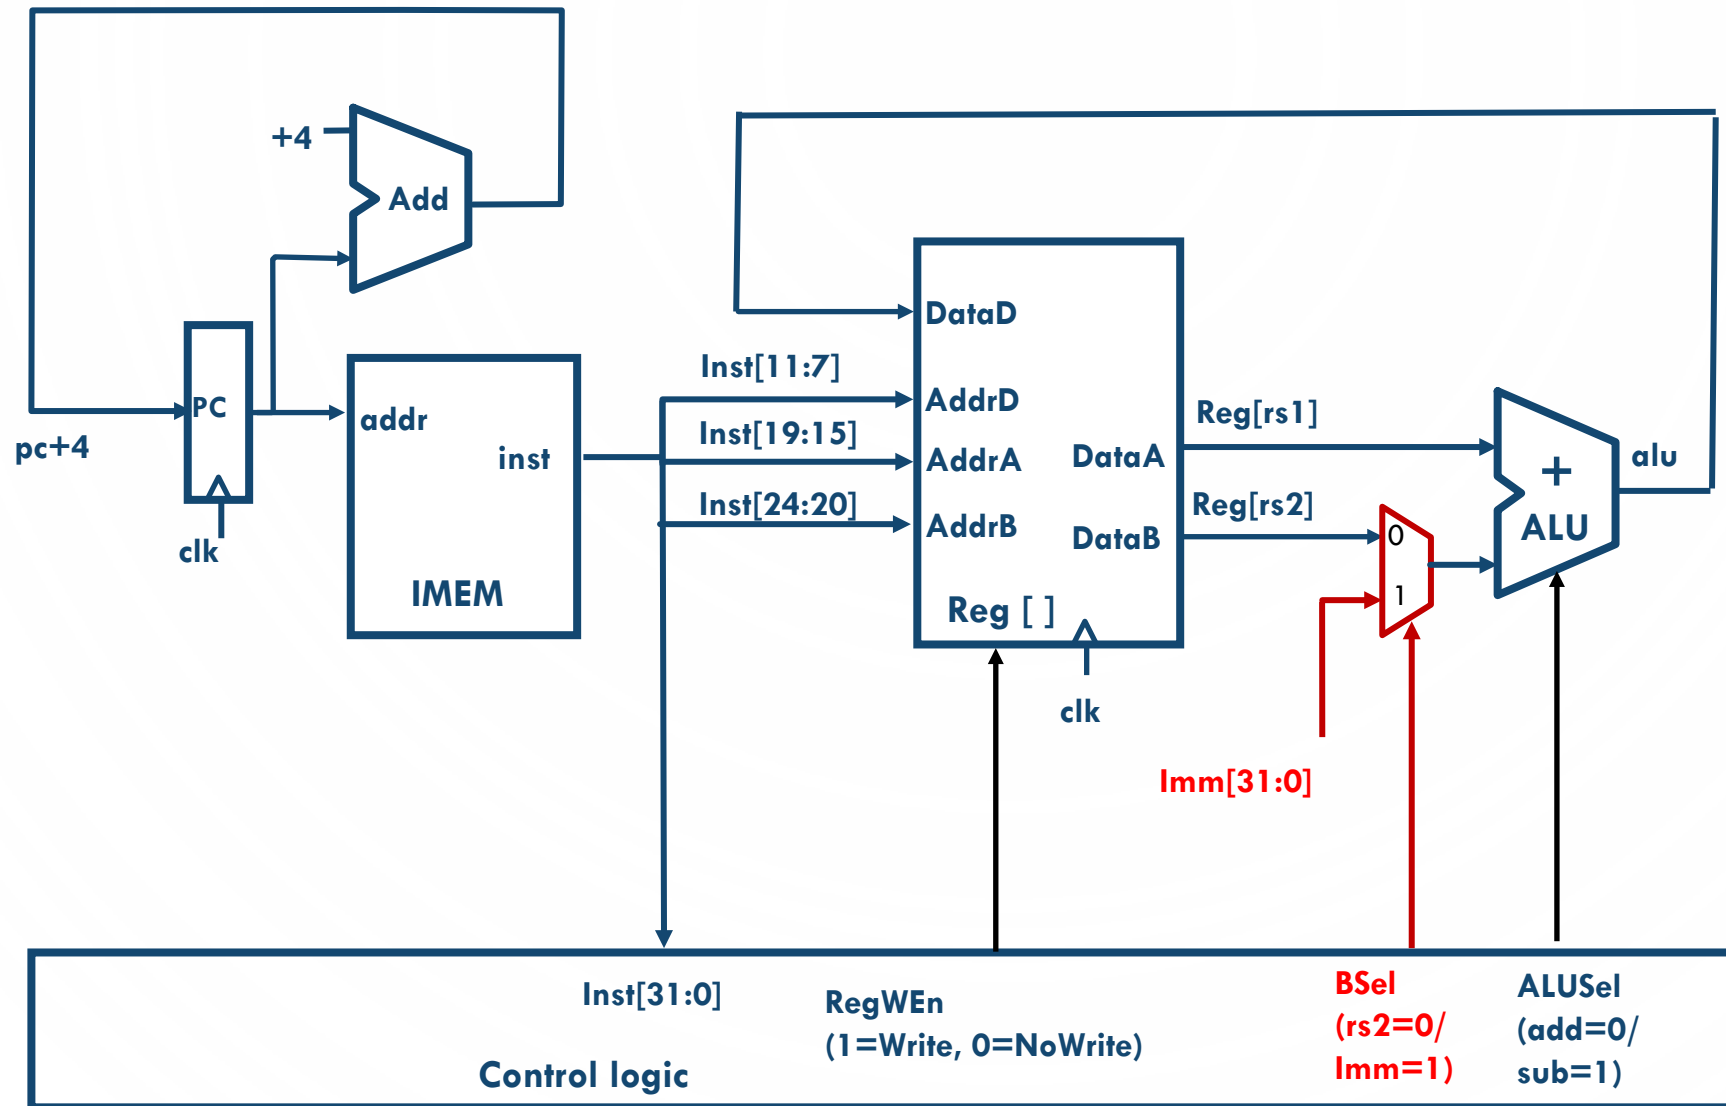 +4
Add
pc+4
PC
clk
addr
inst
IMEM
Inst[11:7]
Inst[19:15]
Inst[24:20]
DataD
AddrD
AddrA
AddrB
DataA
DataB
Reg [ ]
clk
Reg[rs1]
Reg[rs2]
0
1
+
ALU
alu
Imm[31:0]
Inst[31:0]
Control logic
RegWEn
(1=Write, 0=NoWrite)
BSel
(rs2=0/
Imm=1)
ALUSel
(add=0/
sub=1)